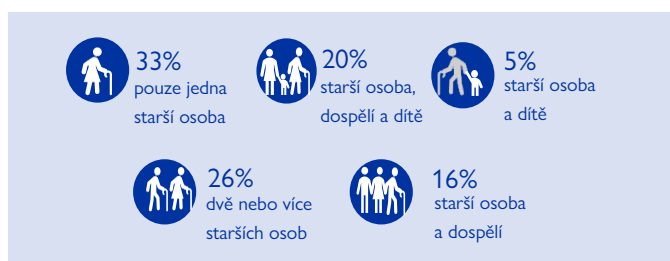 33%
pouze jedna
starší osoba
20%
starší osoba,
dospělí a dítě
5%
starší osoba
a dítě
26%
dvě nebo více
starších osob
16%
starší osoba
a dospělí